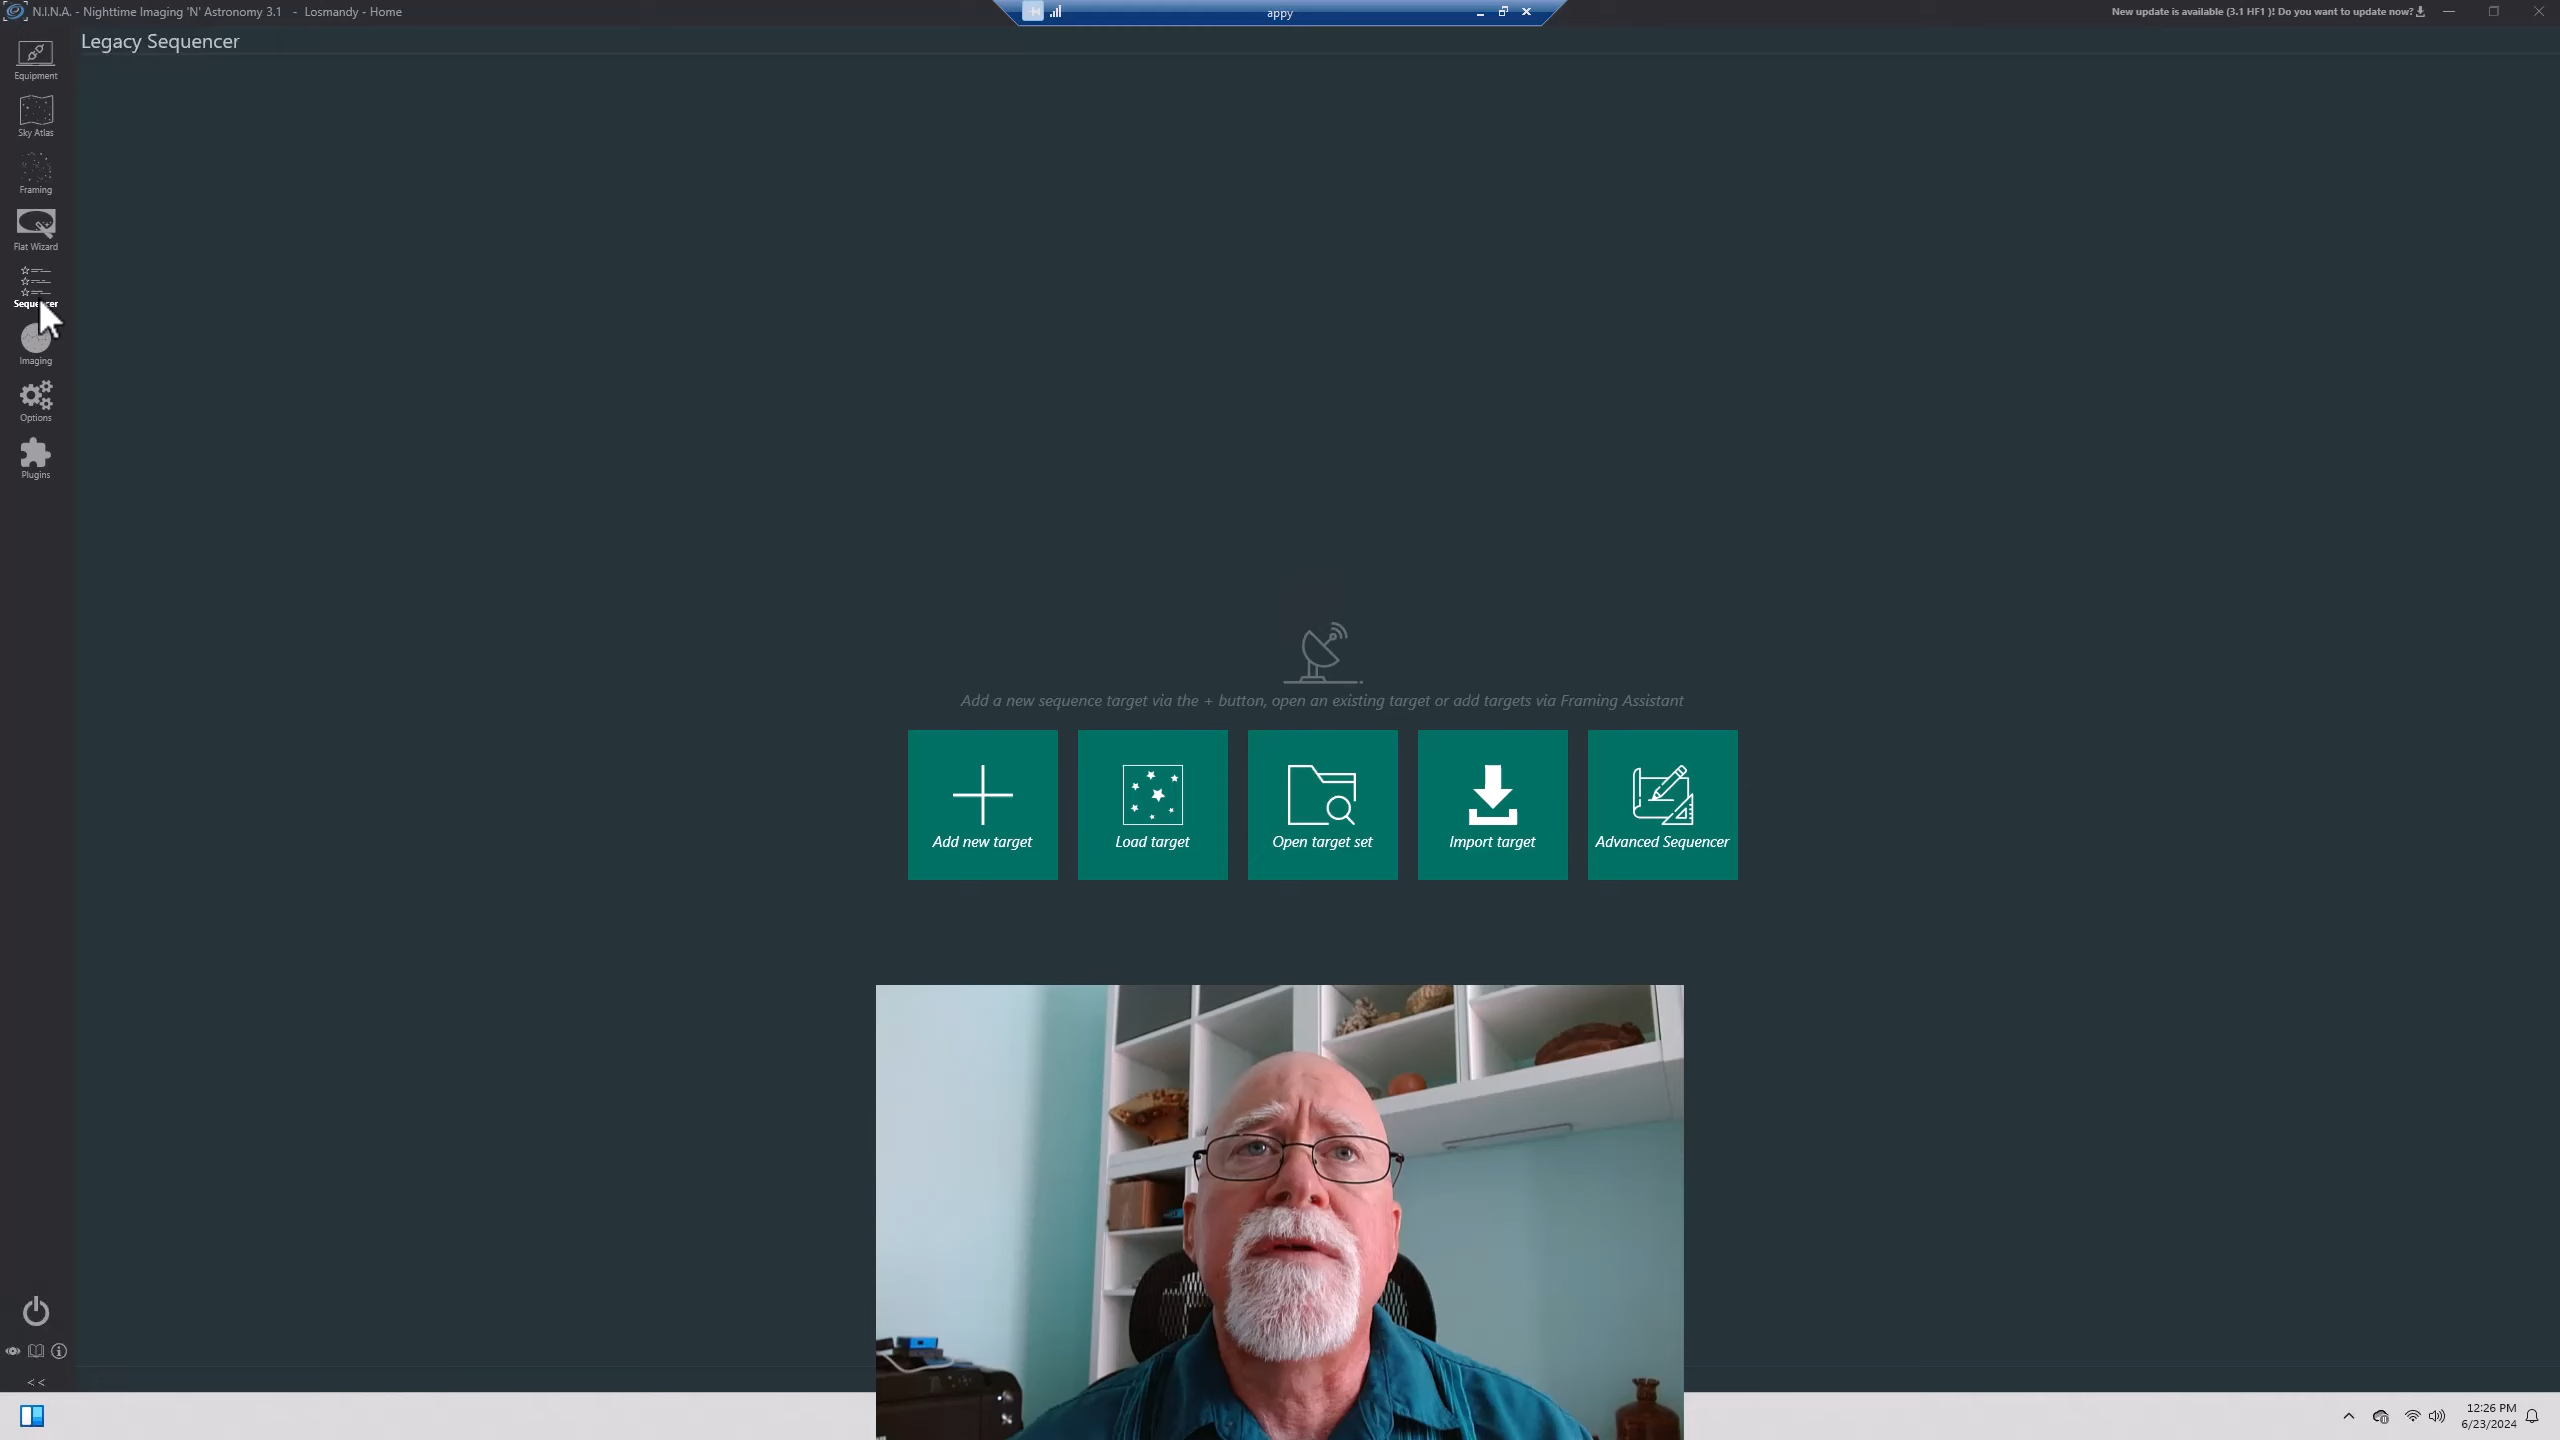 N.I.N.A. - Nighttime Imaging 'N' Astronomy 3.1 - Losmandy - Home
appy
New update is available (3.1 HF1 )! Do you want to update now?
Legacy Sequencer
Equipment
Sky Atlas
Framing
Flat Wizard
Sequencer
Imaging
Options
Plugins
Add a new sequence target via the + button, open an existing target or add targets via Framing Assistant
Add new target
Load target
Open target set
Import target
Advanced Sequencer
<<
12:26 PM
6/23/2024